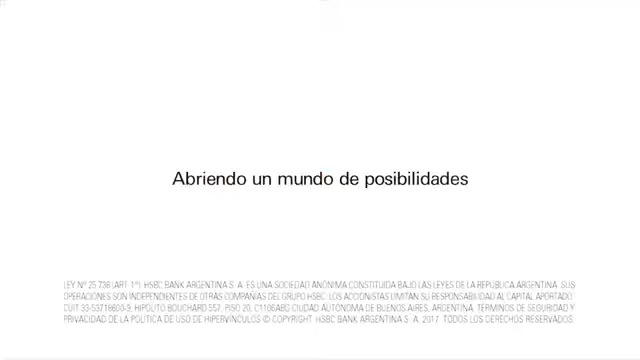 Abriendo un mundo de posibilidades
LEY Nº 25.738 (ART. 1º): HSBC BANK ARGENTINA S. A. ES UNA SOCIEDAD ANÓNIMA CONSTITUIDA BAJO LAS LEYES DE LA REPÚBLICA ARGENTINA. SUS
OPERACIONES SON INDEPENDIENTES DE OTRAS COMPAÑÍAS DEL GRUPO HSBC. LOS ACCIONISTAS LIMITAN SU RESPONSABILIDAD AL CAPITAL APORTADO.
CUIT 33-53718600-9, HIPÓLITO BOUCHARD 557, PISO 20, C1106ABG CIUDAD AUTÓNOMA DE BUENOS AIRES, ARGENTINA. TÉRMINOS DE SEGURIDAD Y
PRIVACIDAD DE LA POLÍTICA DE USO DE HIPERVÍNCULOS © COPYRIGHT. HSBC BANK ARGENTINA S. A. 2017. TODOS LOS DERECHOS RESERVADOS.